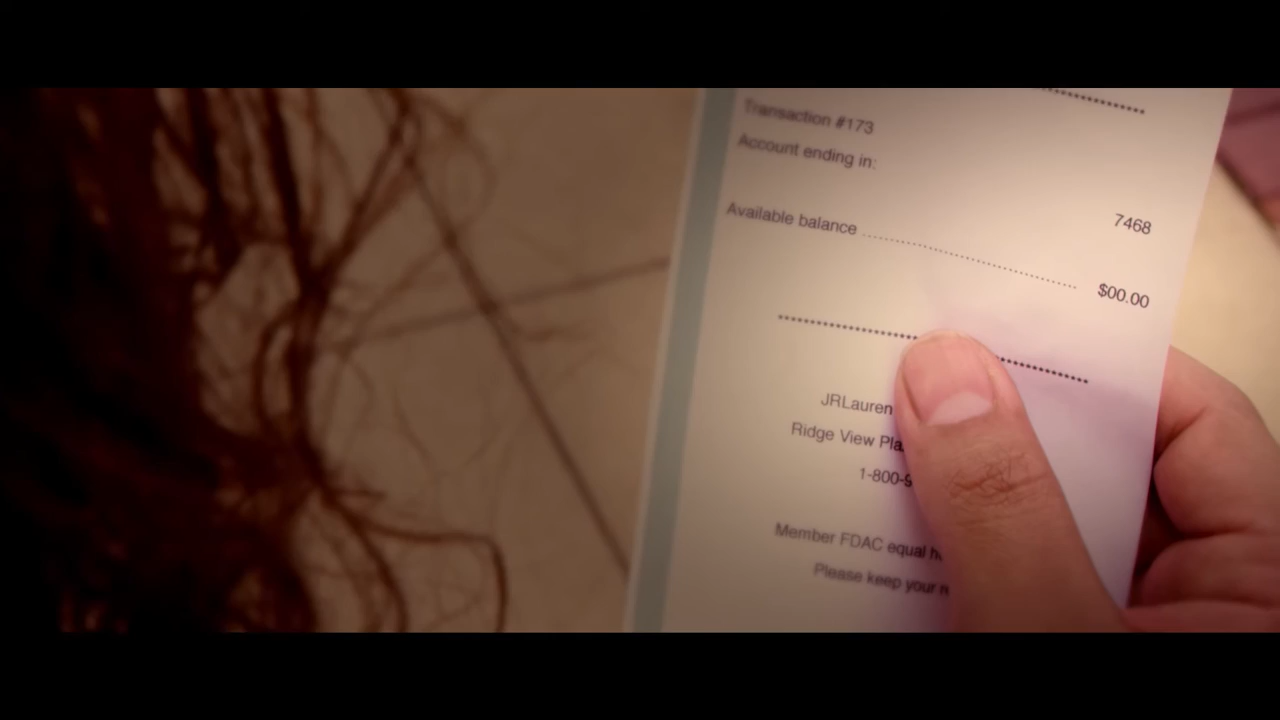 Transaction #173
Account ending in:
7468
Available balance ........................................ $00.00
JRLauren
Ridge View
1-800-
Member FDAC equal
Please keep your